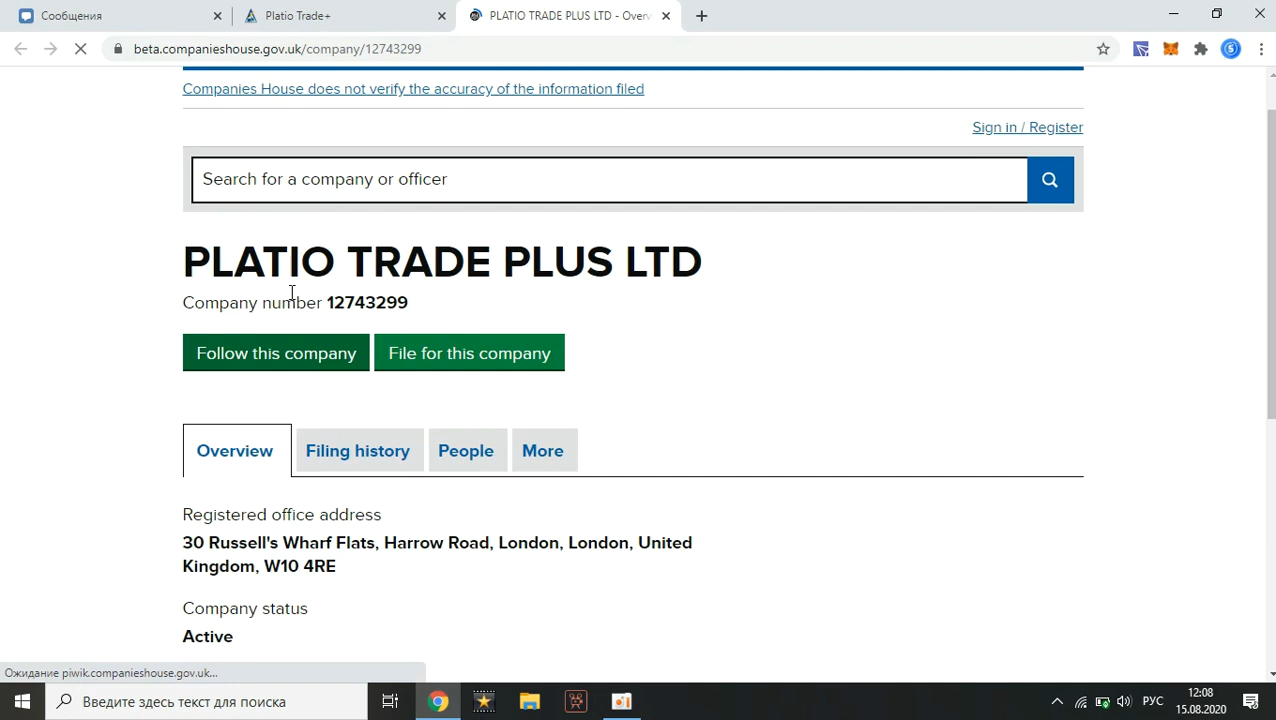 Сообщения
Platio Trade+
PLATIO TRADE PLUS LTD - Overv
beta.companieshouse.gov.uk/company/12743299
Companies House does not verify the accuracy of the information filed
Sign in / Register
Search for a company or officer
PLATIO TRADE PLUS LTD
Company number 12743299
Follow this company
File for this company
Overview
Filing history
People
More
Registered office address
30 Russell's Wharf Flats, Harrow Road, London, London, United
Kingdom, W10 4RE
Company status
Active
Ожидание piwik.companieshouse.gov.uk...
Введите здесь текст для поиска
РУС
12:08
15.08.2020